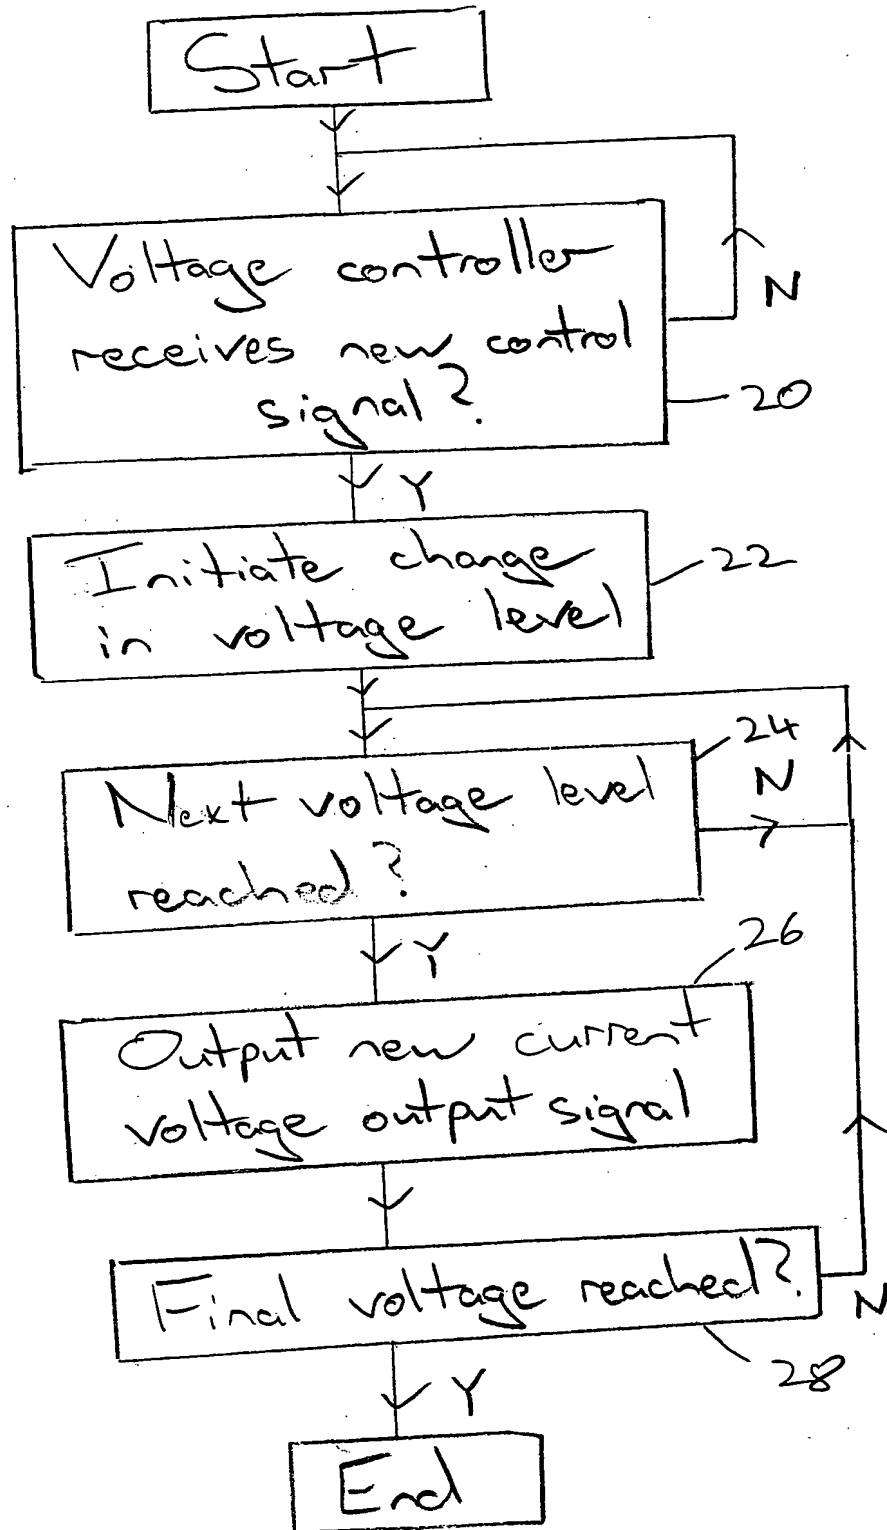 Start
Voltage controller
receives new control
signal?
N
20
Y
Initiate change
in voltage level
22
24
Next voltage level
reached?
N
Y
26
Output new current
voltage output signal
Final voltage reached?
N
28
Y
End